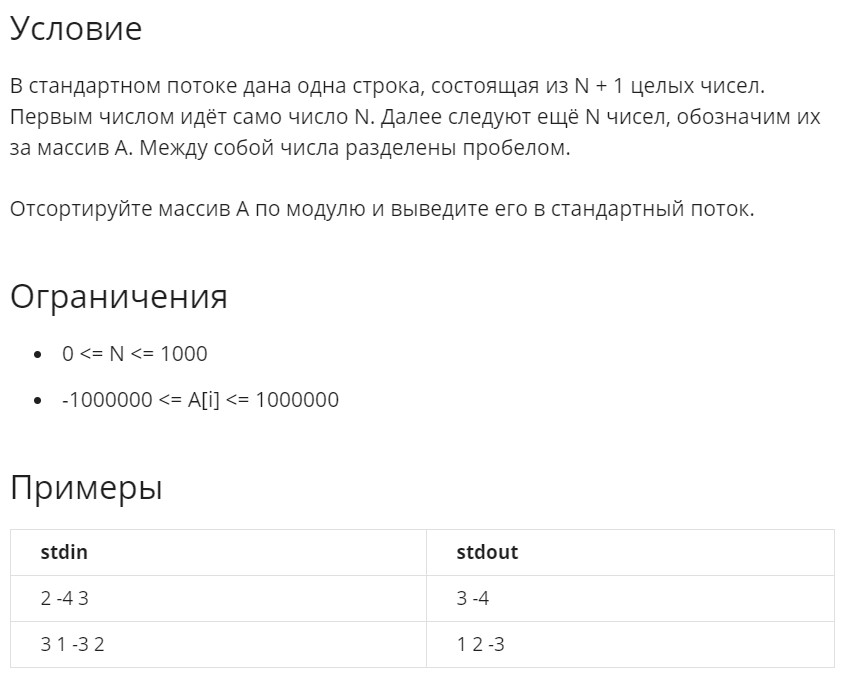 Условие
В стандартном потоке дана одна строка, состоящая из N + 1 целых чисел.
Первым числом идёт само число N. Далее следуют ещё N чисел, обозначим их
за массив A. Между собой числа разделены пробелом.
Отсортируйте массив A по модулю и выведите его в стандартный поток.
Ограничения
• 0 <= N <= 1000
• -1000000 <= A[i] <= 1000000
Примеры
stdin stdout
2 -4 3 3 -4
3 1 -3 2 1 2 -3